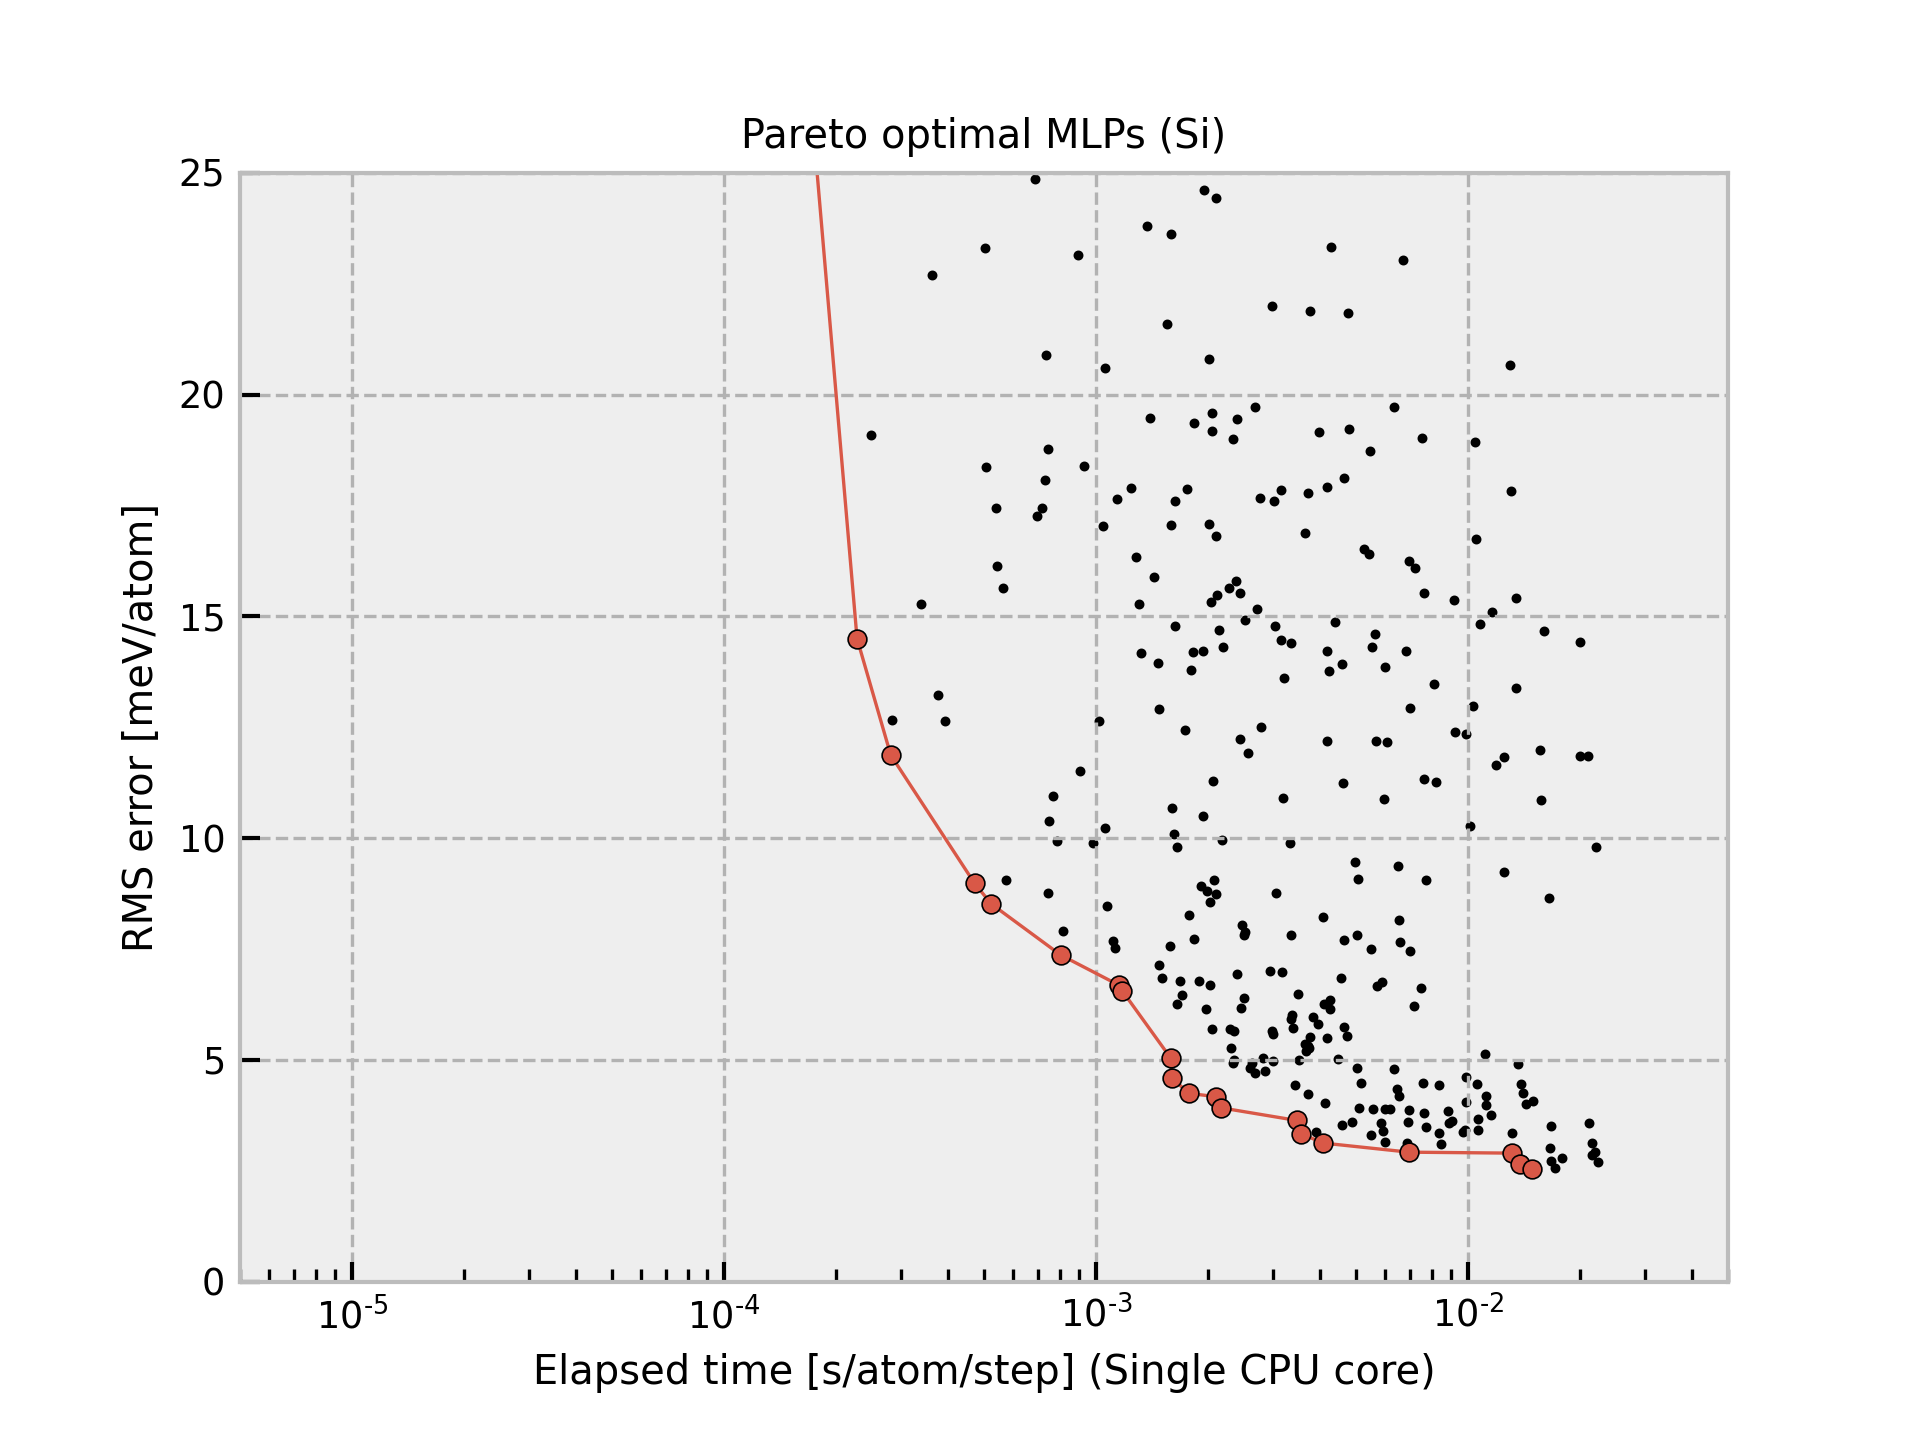 Pareto optimal MLPs (Si)
25
20
15
10
5
0
RMS error [meV/atom]
10-5 10-4 10-3 10-2
Elapsed time [s/atom/step] (Single CPU core)